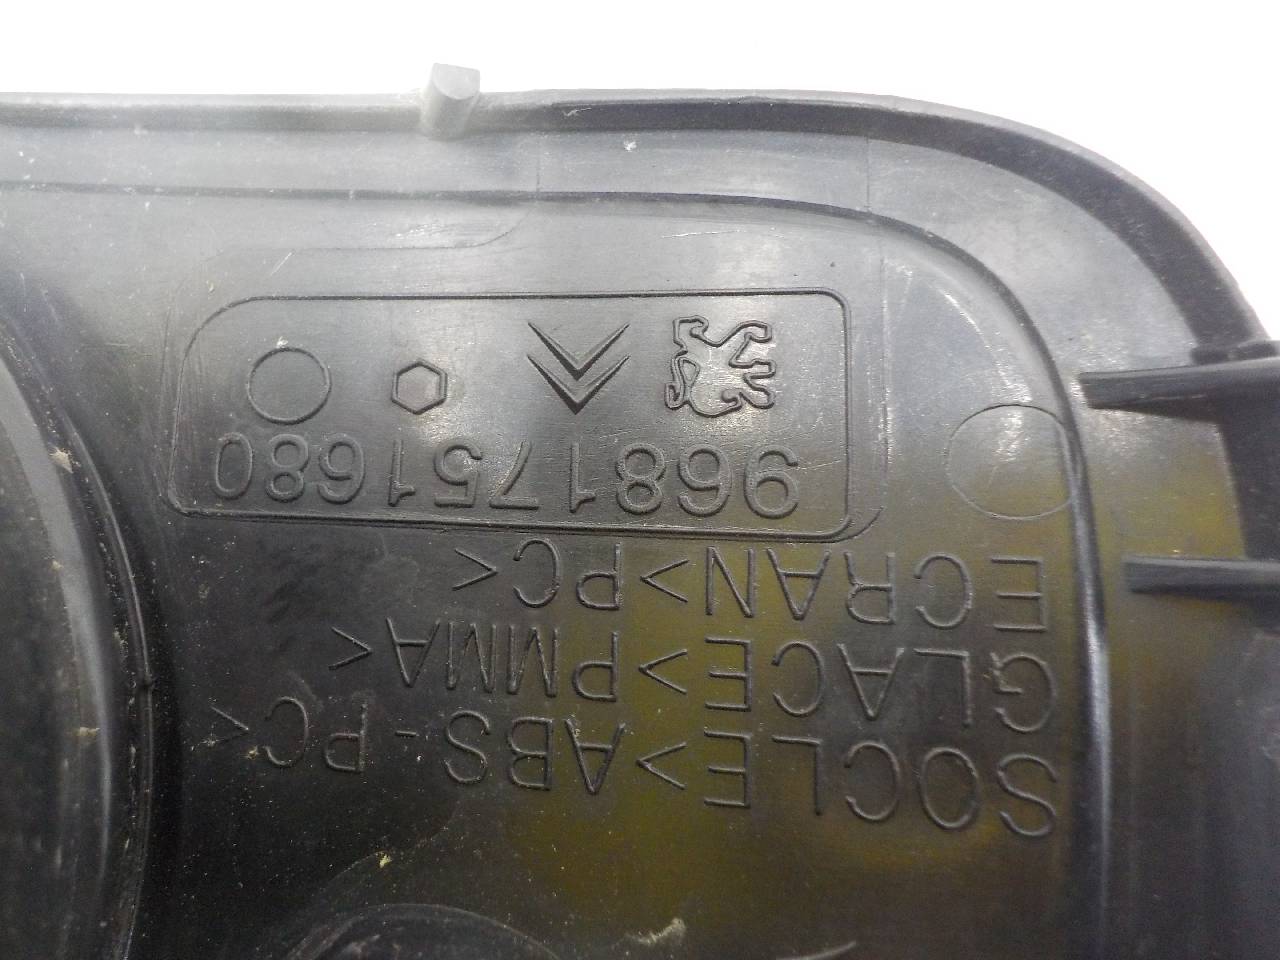 SOCLE>ABS-PC<
GLACE>PMMA<
ECRAN>PC<
9681751680